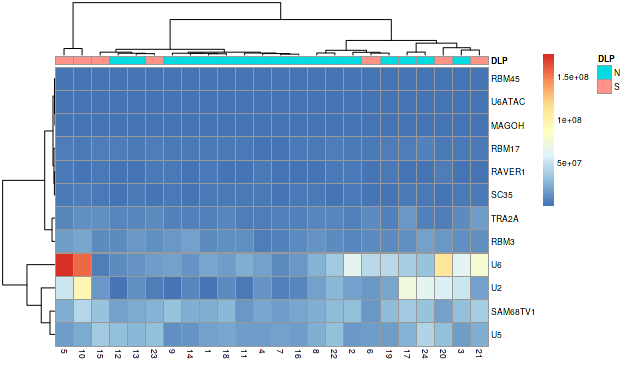 DLP
RBM45
U6ATAC
MAGOH
RBM17
RAVER1
SC35
TRA2A
RBM3
U6
U2
SAM68TV1
U5
5 10 15 12 13 23 9 14 1 18 11 4 7 16 8 22 2 6 19 17 24 20 3 21
1.5e+08
1e+08
5e+07
DLP
N
S